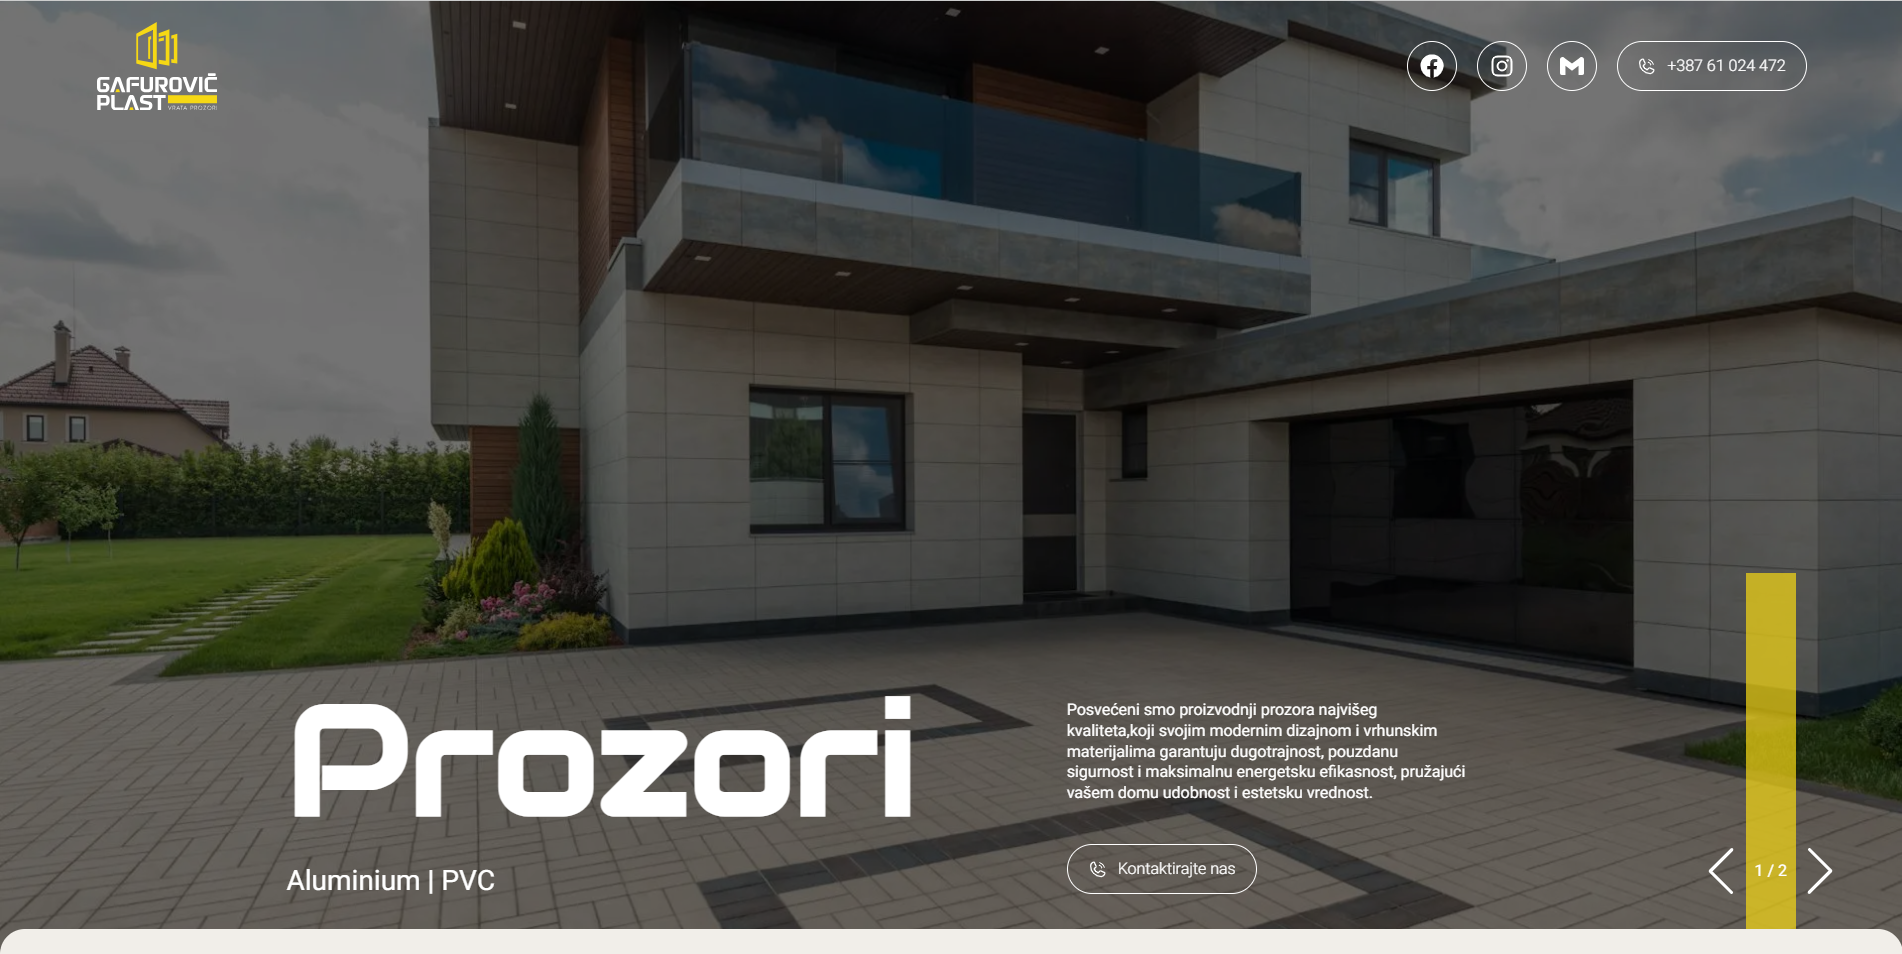 GAFUROVIĆ
PLAST
VRATA PROZORI
+387 61 024 472
Prozori
Aluminium | PVC
Posvećeni smo proizvodnji prozora najvišeg
kvaliteta,koji svojim modernim dizajnom i vrhunskim
materijalima garantuju dugotrajnost, pouzdanu
sigurnost i maksimalnu energetsku efikasnost, pružajući
vašem domu udobnost i estetsku vrednost.
Kontaktirajte nas
1 / 2